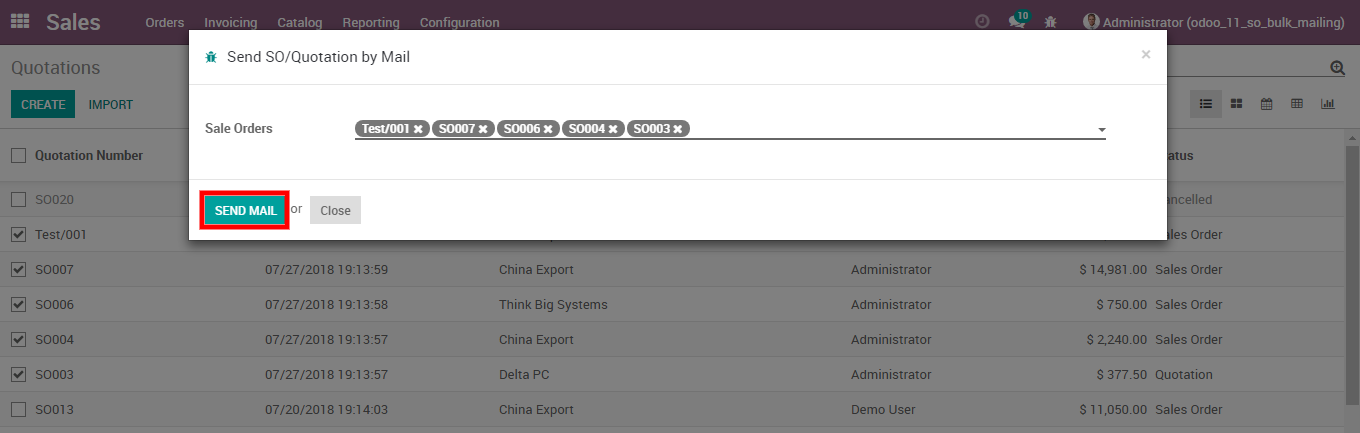 Sales Orders Invoicing Catalog Reporting Configuration 10 Administrator (odoo_11_so_bulk_mailing)
Send SO/Quotation by Mail ×
Quotations
CREATE IMPORT
Sale Orders Test/001 ✖ SO007 ✖ SO006 ✖ SO004 ✖ SO003 ✖
Quotation Number tatus
SO020 ancelled
SEND MAIL or Close
Test/001 ales Order
SO007 07/27/2018 19:13:59 China Export Administrator $ 14,981.00 Sales Order
SO006 07/27/2018 19:13:58 Think Big Systems Administrator $ 750.00 Sales Order
SO004 07/27/2018 19:13:57 China Export Administrator $ 2,240.00 Sales Order
SO003 07/27/2018 19:13:57 Delta PC Administrator $ 377.50 Quotation
SO013 07/20/2018 19:14:03 China Export Demo User $ 11,050.00 Sales Order